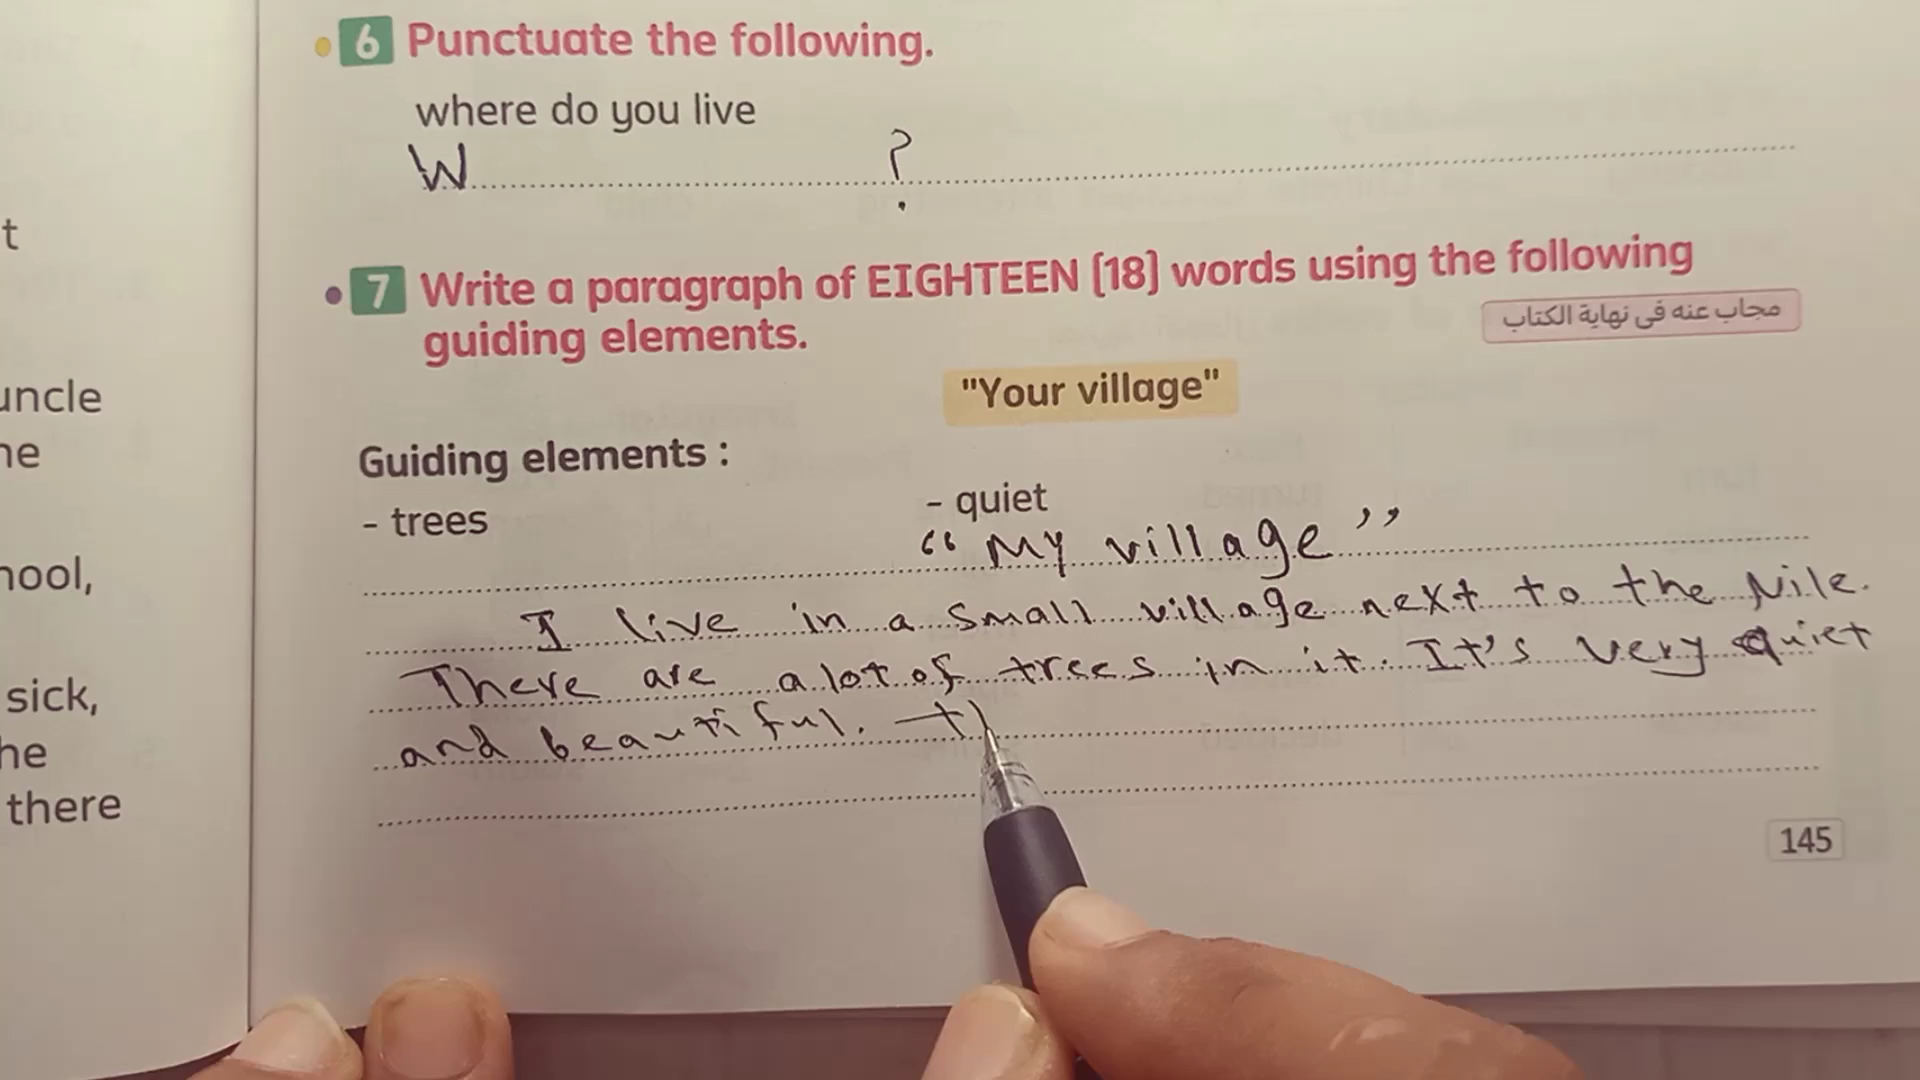 6 Punctuate the following.
where do you live
W ?
7 Write a paragraph of EIGHTEEN (18) words using the following
guiding elements.
مجاب عنه فى نهاية الكتاب
"Your village"
Guiding elements :
- trees - quiet
“ My village ”
I live in a small village next to the Nile.
There are a lot of trees in it. It's very quiet
and beautiful. Th
145
t
uncle
he
hool,
sick,
he
there